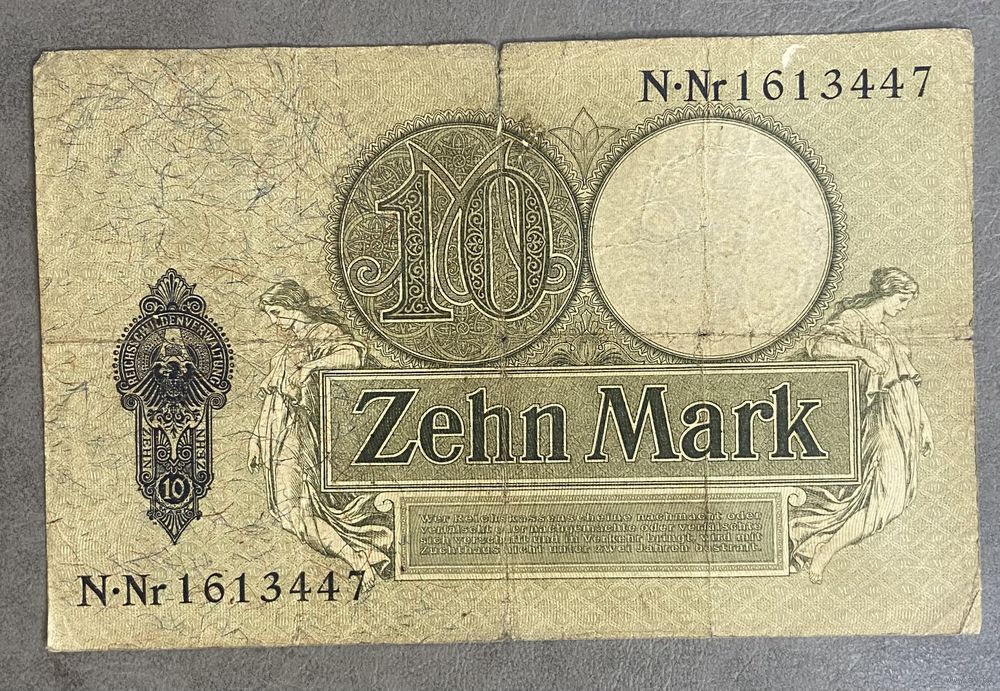 N·Nr 1613447
10
REICHSSCHULDENVERWALTUNG
ZEHN
ZEHN
M
10
Zehn Mark
Wer Reichskassenscheine nachmacht oder
verfälscht oder nachgemachte oder verfälschte
sich verschafft und in Verkehr bringt, wird mit
Zuchthaus nicht unter zwei Jahren bestraft.
N·Nr 1613447